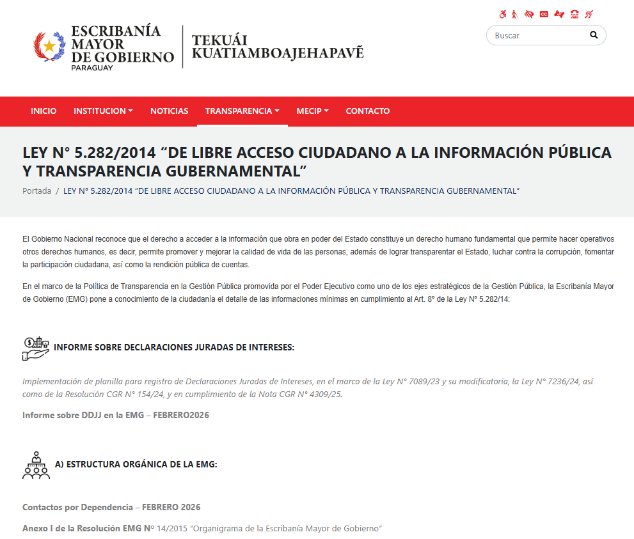 ESCRIBANÍA
MAYOR
DE GOBIERNO
PARAGUAY
TEKUÁI
KUATIAMBOAJEHAPAVẼ
Buscar
INICIO INSTITUCION NOTICIAS TRANSPARENCIA MECIP CONTACTO
LEY N° 5.282/2014 “DE LIBRE ACCESO CIUDADANO A LA INFORMACIÓN PÚBLICA
Y TRANSPARENCIA GUBERNAMENTAL”
Portada / LEY N° 5.282/2014 “DE LIBRE ACCESO CIUDADANO A LA INFORMACIÓN PÚBLICA Y TRANSPARENCIA GUBERNAMENTAL”
El Gobierno Nacional reconoce que el derecho a acceder a la información que obra en poder del Estado constituye un derecho humano fundamental que permite hacer operativos
otros derechos humanos, es decir, permite promover y mejorar la calidad de vida de las personas, además de lograr transparentar el Estado, luchar contra la corrupción, fomentar
la participación ciudadana, así como la rendición pública de cuentas.
En el marco de la Política de Transparencia en la Gestión Pública promovida por el Poder Ejecutivo como uno de los ejes estratégicos de la Gestión Pública, la Escribanía Mayor
de Gobierno (EMG) pone a conocimiento de la ciudadanía el detalle de las informaciones mínimas en cumplimiento al Art. 8° de la Ley N° 5.282/14:
INFORME SOBRE DECLARACIONES JURADAS DE INTERESES:
Implementación de planilla para registro de Declaraciones Juradas de Intereses, en el marco de la Ley N° 7089/23 y su modificatoria, la Ley N° 7236/24, así
como de la Resolución CGR N° 154/24, y en cumplimiento de la Nota CGR N° 4309/25.
Informe sobre DDJJ en la EMG – FEBRERO2026
A) ESTRUCTURA ORGÁNICA DE LA EMG:
Contactos por Dependencia – FEBRERO 2026
Anexo I de la Resolución EMG N° 14/2015 “Organigrama de la Escribanía Mayor de Gobierno”